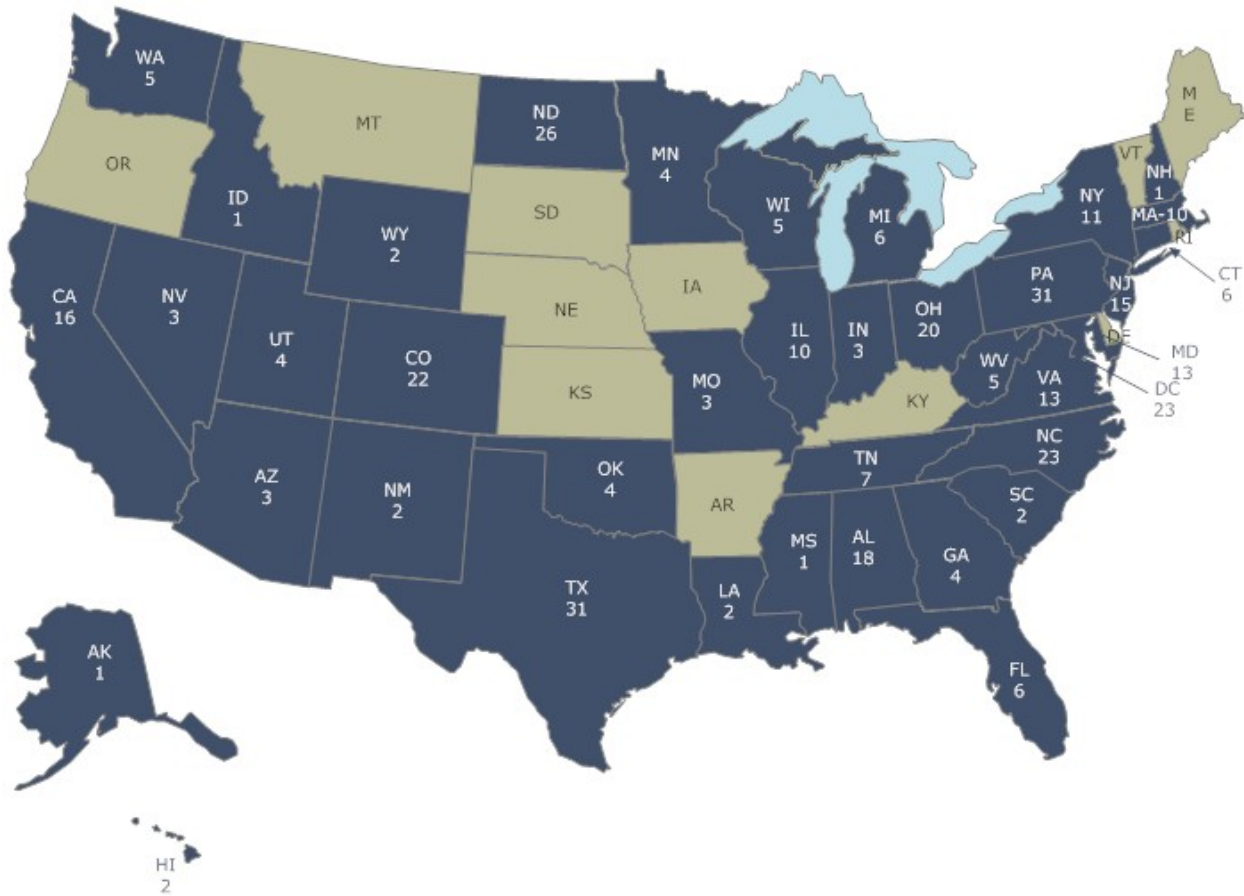 WA
5
MT
ND
26
MN
4
M
E
OR
ID
1
VT
NH
1
SD
WI
5
MI
6
NY
11
MA-10
WY
2
RI
CT
6
IA
PA
31
NJ
15
CA
16
NV
3
NE
OH
20
UT
4
IL
10
IN
3
DE
MD
13
CO
22
WV
5
VA
13
DC
23
MO
3
KS
KY
NC
23
TN
7
AZ
3
OK
4
NM
2
SC
2
AR
MS
1
AL
18
GA
4
TX
31
LA
2
AK
1
FL
6
HI
2